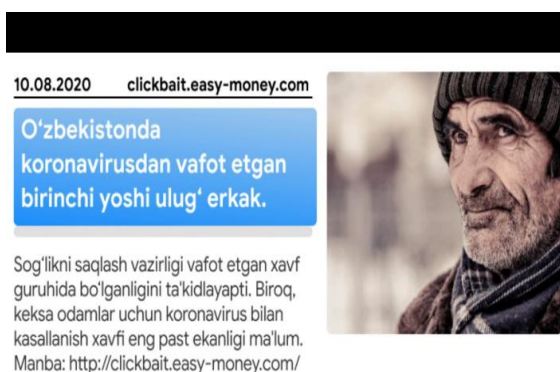 10.08.2020 clickbait.easy-money.com
O‘zbekistonda
koronavirusdan vafot etgan
birinchi yoshi ulug‘ erkak.
Sog‘likni saqlash vazirligi vafot etgan xavf
guruhida bo‘lganligini ta'kidlayapti. Biroq,
keksa odamlar uchun koronavirus bilan
kasallanish xavfi eng past ekanligi ma'lum.
Manba: http://clickbait.easy-money.com/